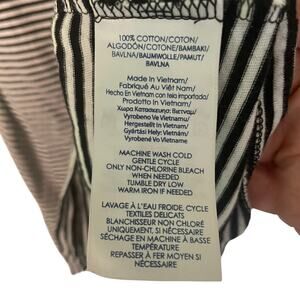 100% COTTON/COTON/
ALGODÓN/COTONE/BAMBAKI/
BAVLNA/BAUMWOLLE/PAMUT/
BAVLNA
Made In Vietnam/
Fabriqué Au Viêt Nam/
Hecho En Vietnam con tela importada/
Prodotto In Vietnam/
Χωρα Κατασκευης: Βιετναμ/
Vyrobeno Ve Vietnamu/
Hergestellt In Vietnam/
Gyártási Hely: Vietnam/
Vyrobené Vo Vietname
MACHINE WASH COLD
GENTLE CYCLE
ONLY NON-CHLORINE BLEACH
WHEN NEEDED
TUMBLE DRY LOW
WARM IRON IF NEEDED
LAVAGE À L'EAU FROIDE, CYCLE
TEXTILES DELICATS
BLANCHISSEUR NON CHLORÉ
UNIQUEMENT, SI NÉCESSAIRE
SÉCHAGE EN MACHINE À BASSE
TEMPÉRATURE
REPASSER À FER MOYEN SI
NÉCESSAIRE